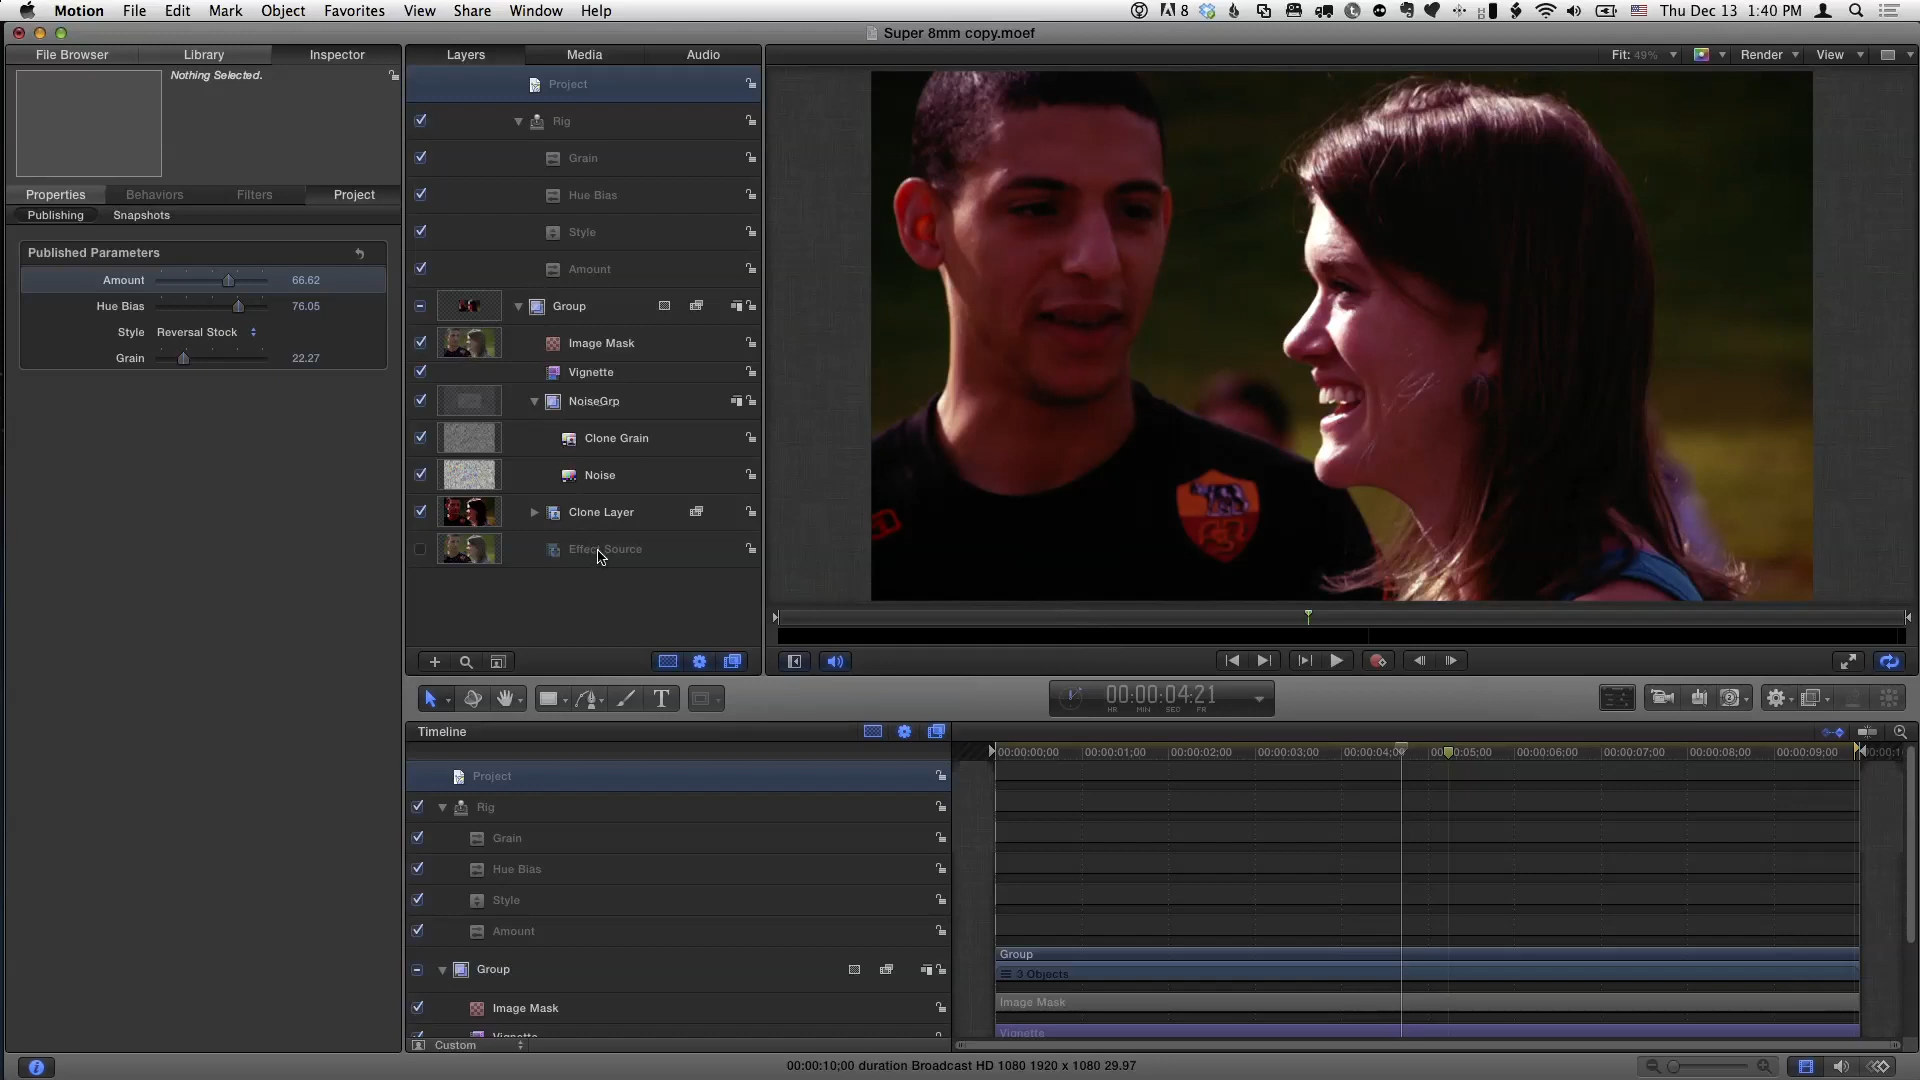 Motion File Edit Mark Object Favorites View Share Window Help
8
Thu Dec 13 1:40 PM
Super 8mm copy.moef
File Browser Library Inspector
Layers Media Audio
Fit: 49% Render View
Nothing Selected.
Properties Behaviors Filters Project
Publishing Snapshots
Published Parameters
Amount 66.62
Hue Bias 76.05
Style Reversal Stock
Grain 22.27
Project
Rig
Grain
Hue Bias
Style
Amount
Group
Image Mask
Vignette
NoiseGrp
Clone Grain
Noise
Clone Layer
Effect Source
T
00:00:04:21
HR MIN SEC FR
Timeline
00:00:00;00 00:00:01;00 00:00:02;00 00:00:03;00 00:00:04;00 00:00:05;00 00:00:06;00 00:00:07;00 00:00:08;00 00:00:09;00
Project
Rig
Grain
Hue Bias
Style
Amount
Group
Image Mask
Vignette
Group
3 Objects
Image Mask
Vignette
Custom
00:00:10;00 duration Broadcast HD 1080 1920 x 1080 29.97